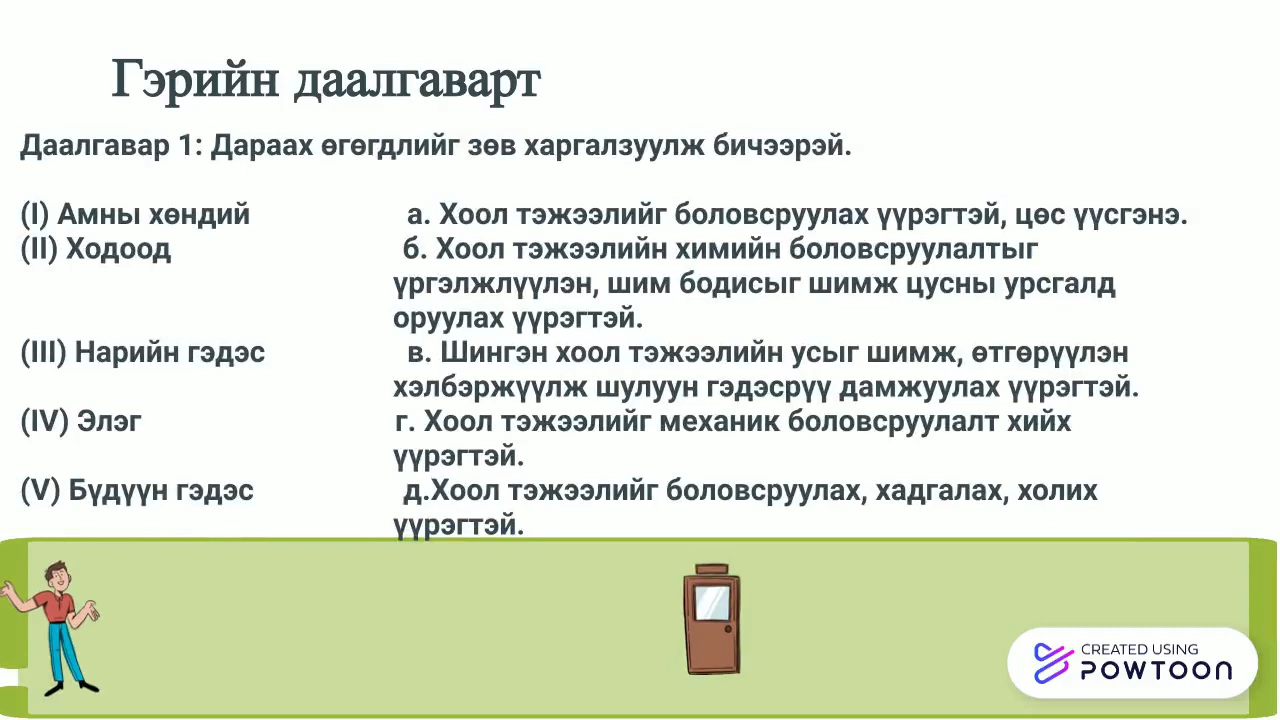 Гэрийн даалгаварт
Даалгавар 1: Дараах өгөгдлийг зөв харгалзуулж бичээрэй.
(I) Амны хөндий а. Хоол тэжээлийг боловсруулах үүрэгтэй, цөс үүсгэнэ.
(II) Ходоод б. Хоол тэжээлийн химийн боловсруулалтыг
үргэлжлүүлэн, шим бодисыг шимж цусны урсгалд
оруулах үүрэгтэй.
(III) Нарийн гэдэс в. Шингэн хоол тэжээлийн усыг шимж, өтгөрүүлэн
хэлбэржүүлж шулуун гэдэсрүү дамжуулах үүрэгтэй.
(IV) Элэг г. Хоол тэжээлийг механик боловсруулалт хийх
үүрэгтэй.
(V) Бүдүүн гэдэс д.Хоол тэжээлийг боловсруулах, хадгалах, холих
үүрэгтэй.
CREATED USING
POWTOON